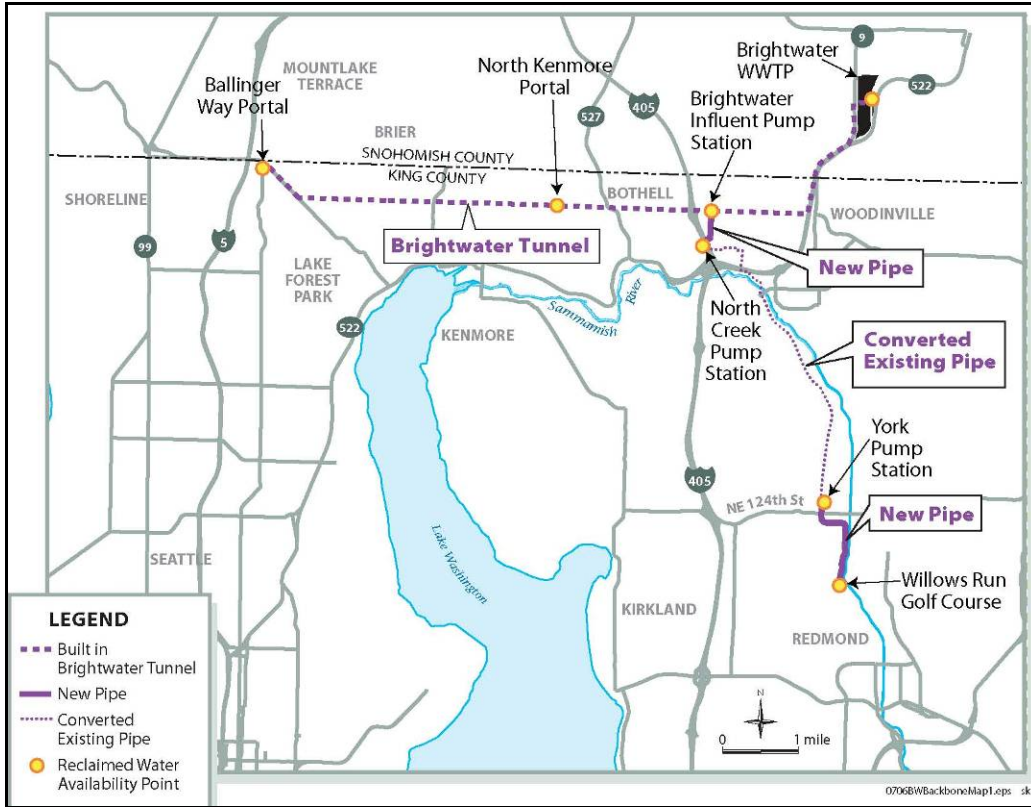 9
Brightwater
WWTP
522
MOUNTLAKE
TERRACE
North Kenmore
Portal
Ballinger
Way Portal
405
527
Brightwater
Influent Pump
Station
BRIER
SNOHOMISH COUNTY
KING COUNTY
SHORELINE
BOTHELL
WOODINVILLE
99
5
Brightwater Tunnel
New Pipe
LAKE
FOREST
PARK
522
KENMORE
Sammamish
River
North
Creek
Pump
Station
Converted
Existing Pipe
York
Pump
Station
405
NE 124th St
New Pipe
SEATTLE
Lake Washington
Willows Run
Golf Course
KIRKLAND
REDMOND
LEGEND
Built in
Brightwater Tunnel
New Pipe
Converted
Existing Pipe
Reclaimed Water
Availability Point
N
0 1 mile
0706BWBackboneMap1.eps